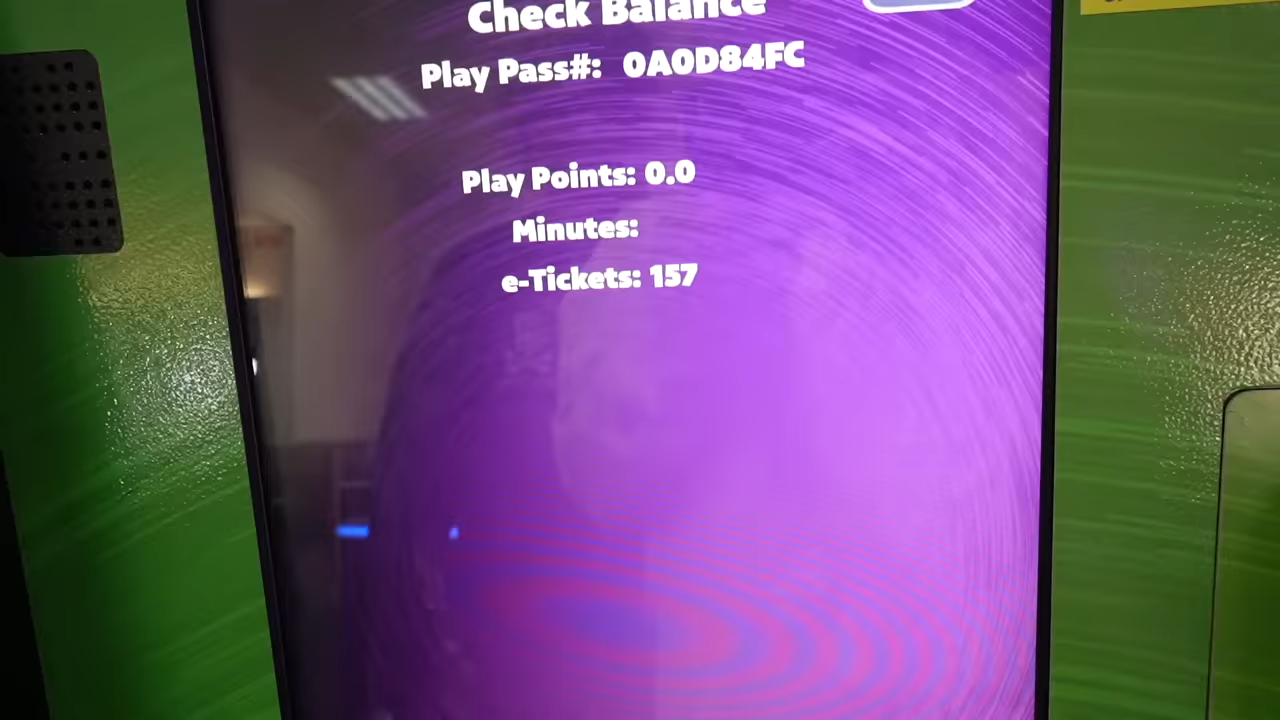 Check Balance
Play Pass#: 0A0D84FC
Play Points: 0.0
Minutes:
e-Tickets: 157